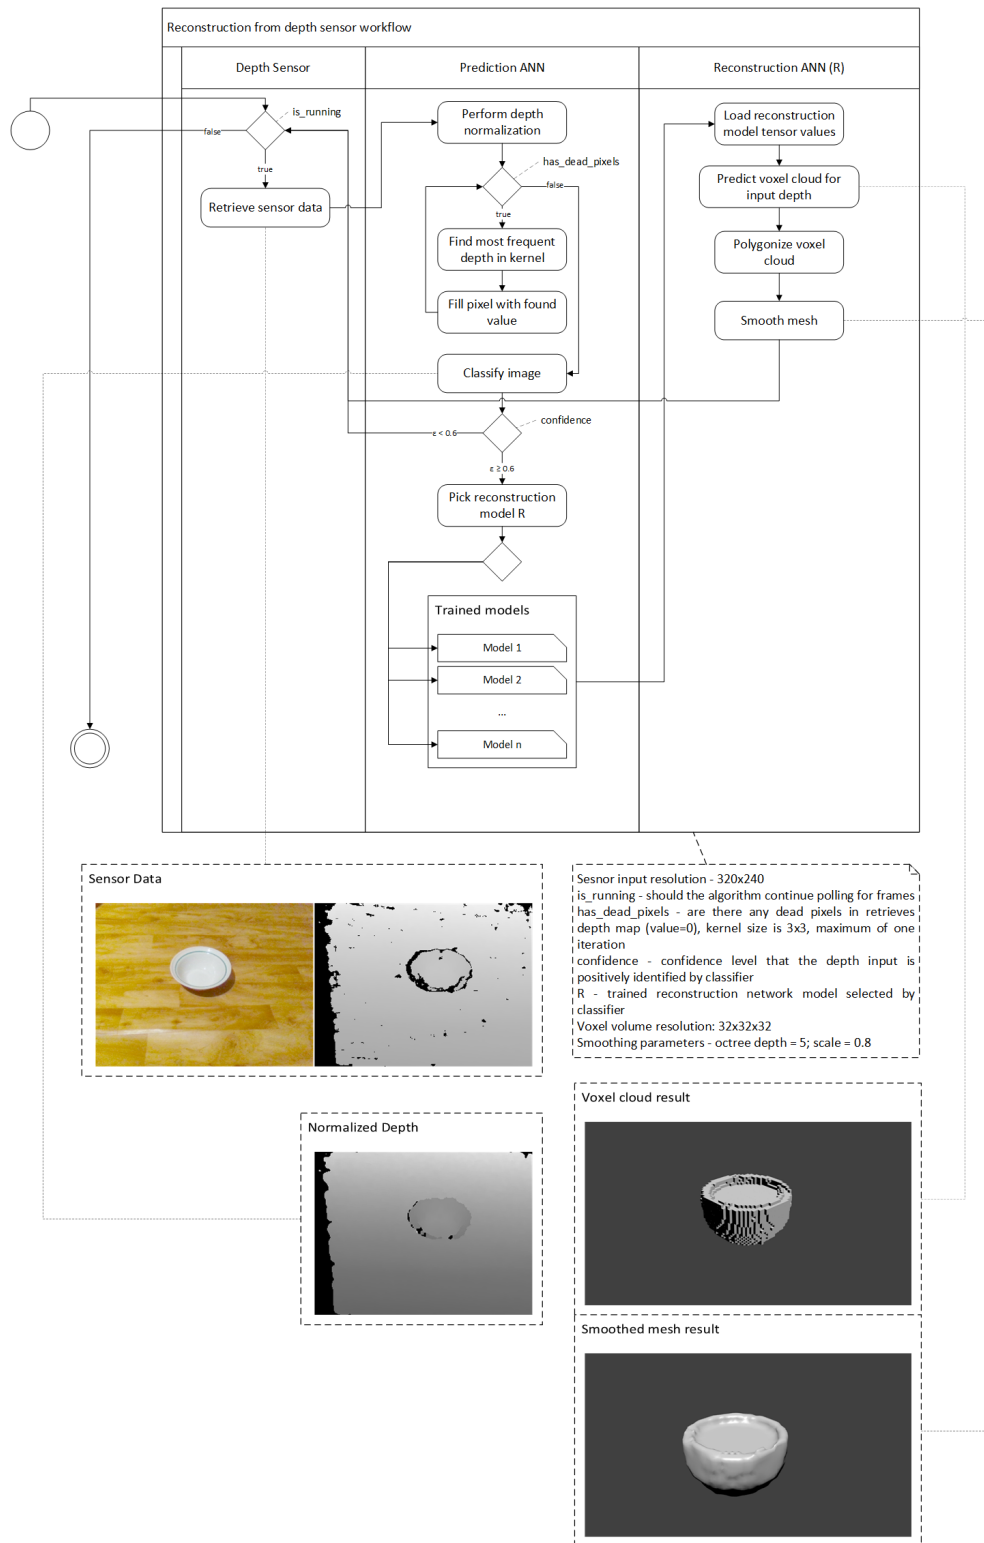 Reconstruction from depth sensor workflow
Depth Sensor
Prediction ANN
Reconstruction ANN (R)
is_running
false
true
Retrieve sensor data
Perform depth
normalization
has_dead_pixels
false
true
Find most frequent
depth in kernel
Fill pixel with found
value
Classify image
confidence
ε < 0.6
ε ≥ 0.6
Pick reconstruction
model R
Trained models
Model 1
Model 2
...
Model n
Load reconstruction
model tensor values
Predict voxel cloud for
input depth
Polygonize voxel
cloud
Smooth mesh
Sensor Data
Sesnor input resolution - 320x240
is_running - should the algorithm continue polling for frames
has_dead_pixels - are there any dead pixels in retrieves
depth map (value=0), kernel size is 3x3, maximum of one
iteration
confidence - confidence level that the depth input is
positively identified by classifier
R - trained reconstruction network model selected by
classifier
Voxel volume resolution: 32x32x32
Smoothing parameters - octree depth = 5; scale = 0.8
Normalized Depth
Voxel cloud result
Smoothed mesh result